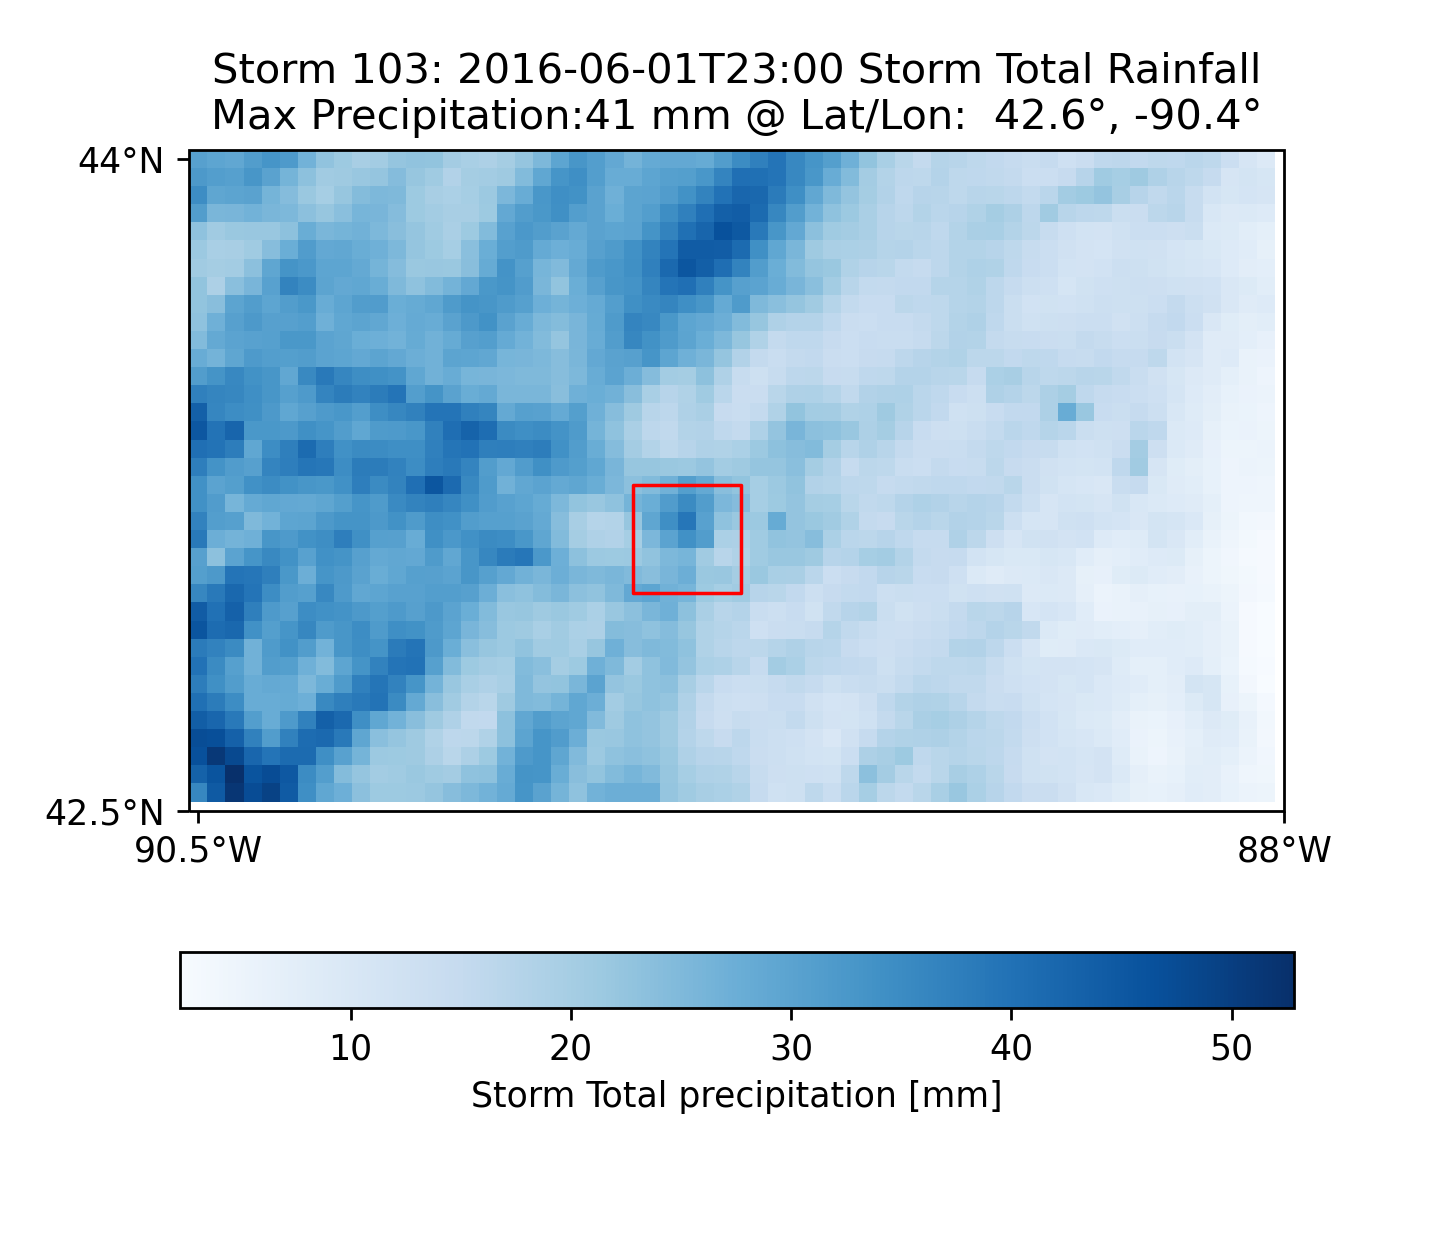 Storm 103: 2016-06-01T23:00 Storm Total Rainfall
Max Precipitation:41 mm @ Lat/Lon:  42.6°, -90.4°
44°N
42.5°N
90.5°W 88°W
10 20 30 40 50
Storm Total precipitation [mm]